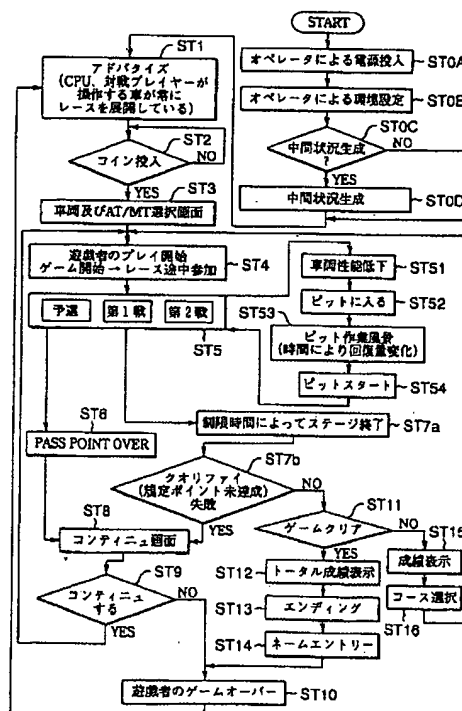 START
ST1
アドバタイズ
(CPU、対戦プレイヤーが
操作する車が常に
レースを展開している)
オペレータによる電源投入
ST0A
オペレータによる環境設定
ST0B
ST0C
中間状況生成
?
NO
YES
中間状況生成
ST0D
ST2
コイン投入
NO
YES
ST3
車両及びAT/MT選択画面
遊戯者のプレイ開始
ゲーム開始→レース途中参加
ST4
予選
第1戦
第2戦
ST5
車両性能低下
ST51
ピットに入る
ST52
ST53
ピット作業風景
(時間により回復量変化)
ピットスタート
ST54
ST6
PASS POINT OVER
制限時間によってステージ終了
ST7a
ST7b
クオリファイ
(規定ポイント未達成)
失敗
NO
YES
ST8
コンティニュ画面
ST9
コンティニュ
する
NO
YES
ST11
ゲームクリア
NO
YES
ST12
トータル成績表示
ST13
エンディング
ST14
ネームエントリー
ST15
成績表示
コース選択
ST16
遊戯者のゲームオーバー
ST10